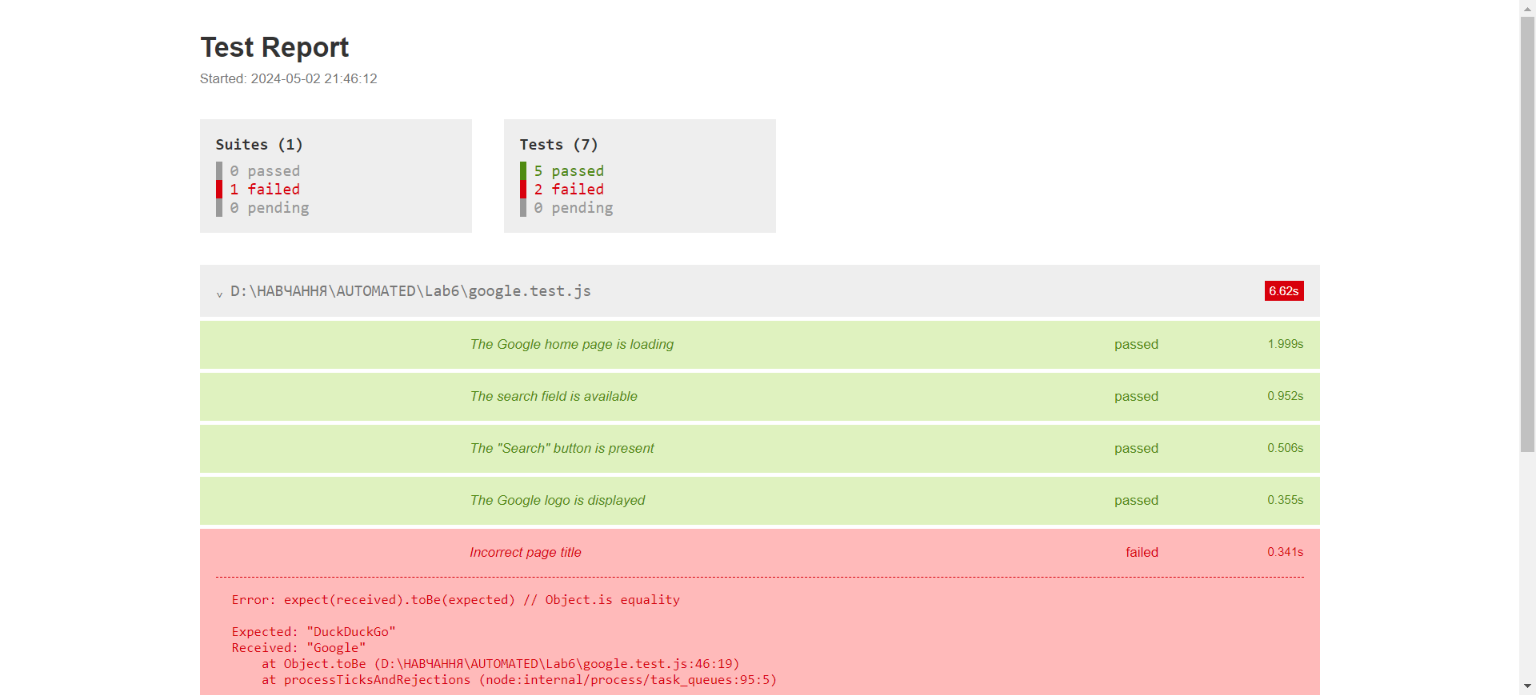 Test Report
Started: 2024-05-02 21:46:12
Suites (1)
0 passed
1 failed
0 pending
Tests (7)
5 passed
2 failed
0 pending
D:\НАВЧАННЯ\AUTOMATED\Lab6\google.test.js 6.62s
The Google home page is loading passed 1.999s
The search field is available passed 0.952s
The "Search" button is present passed 0.506s
The Google logo is displayed passed 0.355s
Incorrect page title failed 0.341s
Error: expect(received).toBe(expected) // Object.is equality
Expected: "DuckDuckGo"
Received: "Google"
at Object.toBe (D:\НАВЧАННЯ\AUTOMATED\Lab6\google.test.js:46:19)
at processTicksAndRejections (node:internal/process/task_queues:95:5)